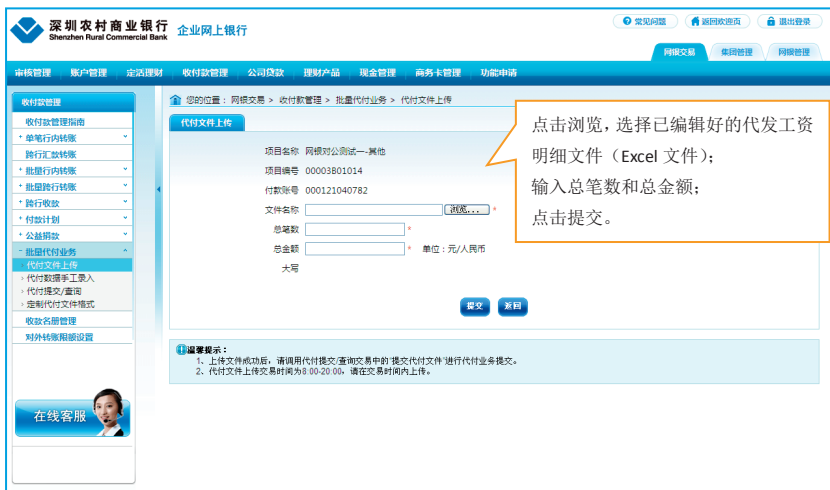 深圳农村商业银行 企业网上银行
Shenzhen Rural Commercial Bank
常见问题 返回欢迎页 退出登录
网银交易 集团管理 网银管理
审核管理 账户管理 定活理财 收付款管理 公司贷款 理财产品 现金管理 商务卡管理 功能申请
收付款管理
收付款管理指南
+ 单笔行内转账
跨行汇款转账
+ 批量行内转账
+ 批量跨行转账
+ 跨行收款
+ 付款计划
+ 公益捐款
- 批量代付业务
› 代付文件上传
› 代付数据手工录入
› 代付提交/查询
› 定制代付文件格式
收款名册管理
对外转账限额设置
在线客服
您的位置: 网银交易 > 收付款管理 > 批量代付业务 > 代付文件上传
代付文件上传
项目名称 网银对公测试一-其他
项目编号 00003B01014
付款账号 000121040782
文件名称 浏览... *
总笔数 *
总金额 * 单位:元/人民币
大写
提交 返回
温馨提示:
1、上传文件成功后,请调用代付提交/查询交易中的"提交代付文件"进行代付业务提交。
2、代付文件上传交易时间为8:00-20:00,请在交易时间内上传。
点击浏览,选择已编辑好的代发工资
明细文件(Excel 文件);
输入总笔数和总金额;
点击提交。